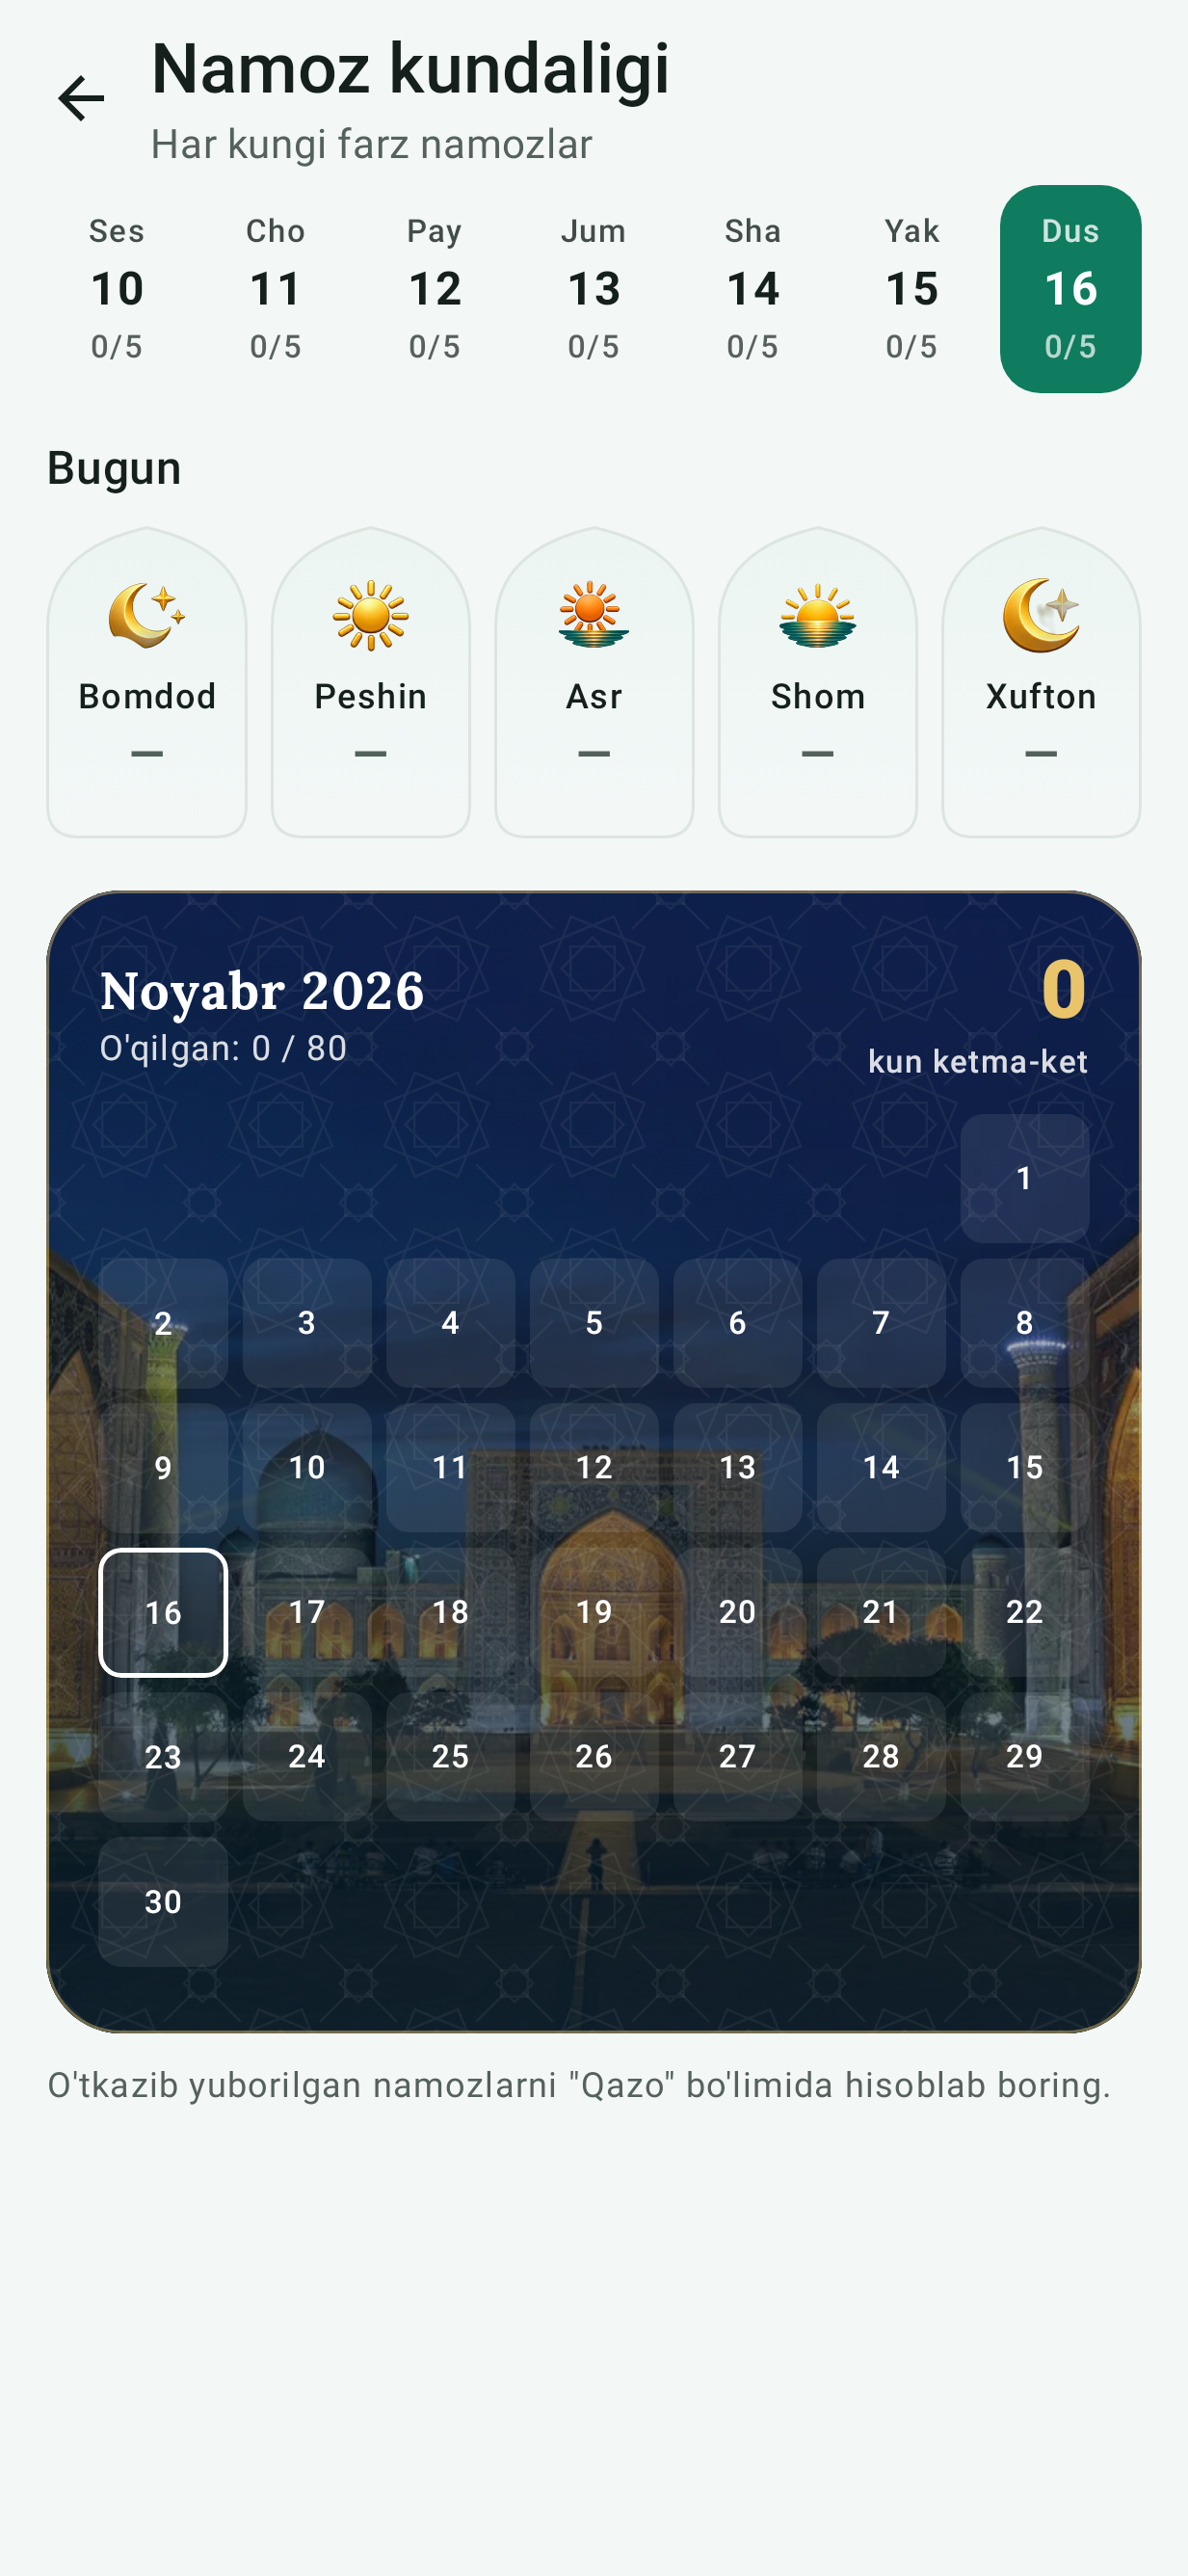 Namoz kundaligi
Har kungi farz namozlar
Ses Cho Pay Jum Sha Yak Dus
10 11 12 13 14 15 16
0/5 0/5 0/5 0/5 0/5 0/5 0/5
Bugun
Bomdod Peshin Asr Shom Xufton
— — — — —
Noyabr 2026 0
O'qilgan: 0 / 80
kun ketma-ket
1
2 3 4 5 6 7 8
9 10 11 12 13 14 15
16 17 18 19 20 21 22
23 24 25 26 27 28 29
30
O'tkazib yuborilgan namozlarni "Qazo" bo'limida hisoblab boring.